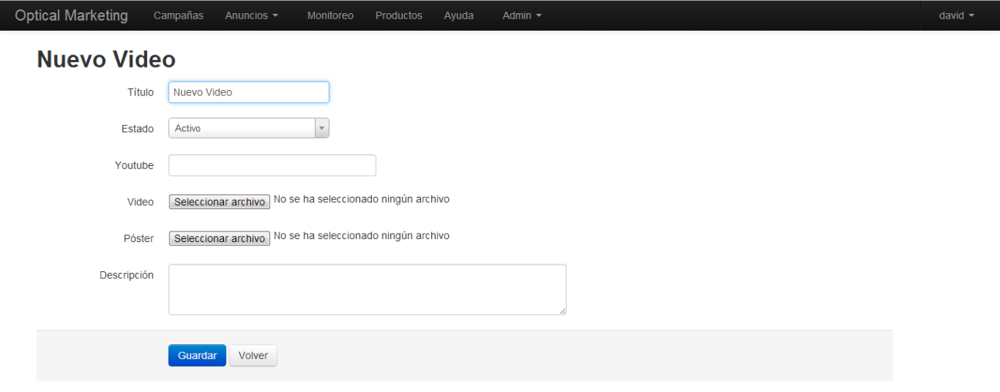 Optical Marketing Campañas Anuncios Monitoreo Productos Ayuda Admin david
Nuevo Video
Título Nuevo Video
Estado Activo
Youtube
Video Seleccionar archivo No se ha seleccionado ningún archivo
Póster Seleccionar archivo No se ha seleccionado ningún archivo
Descripción
Guardar Volver